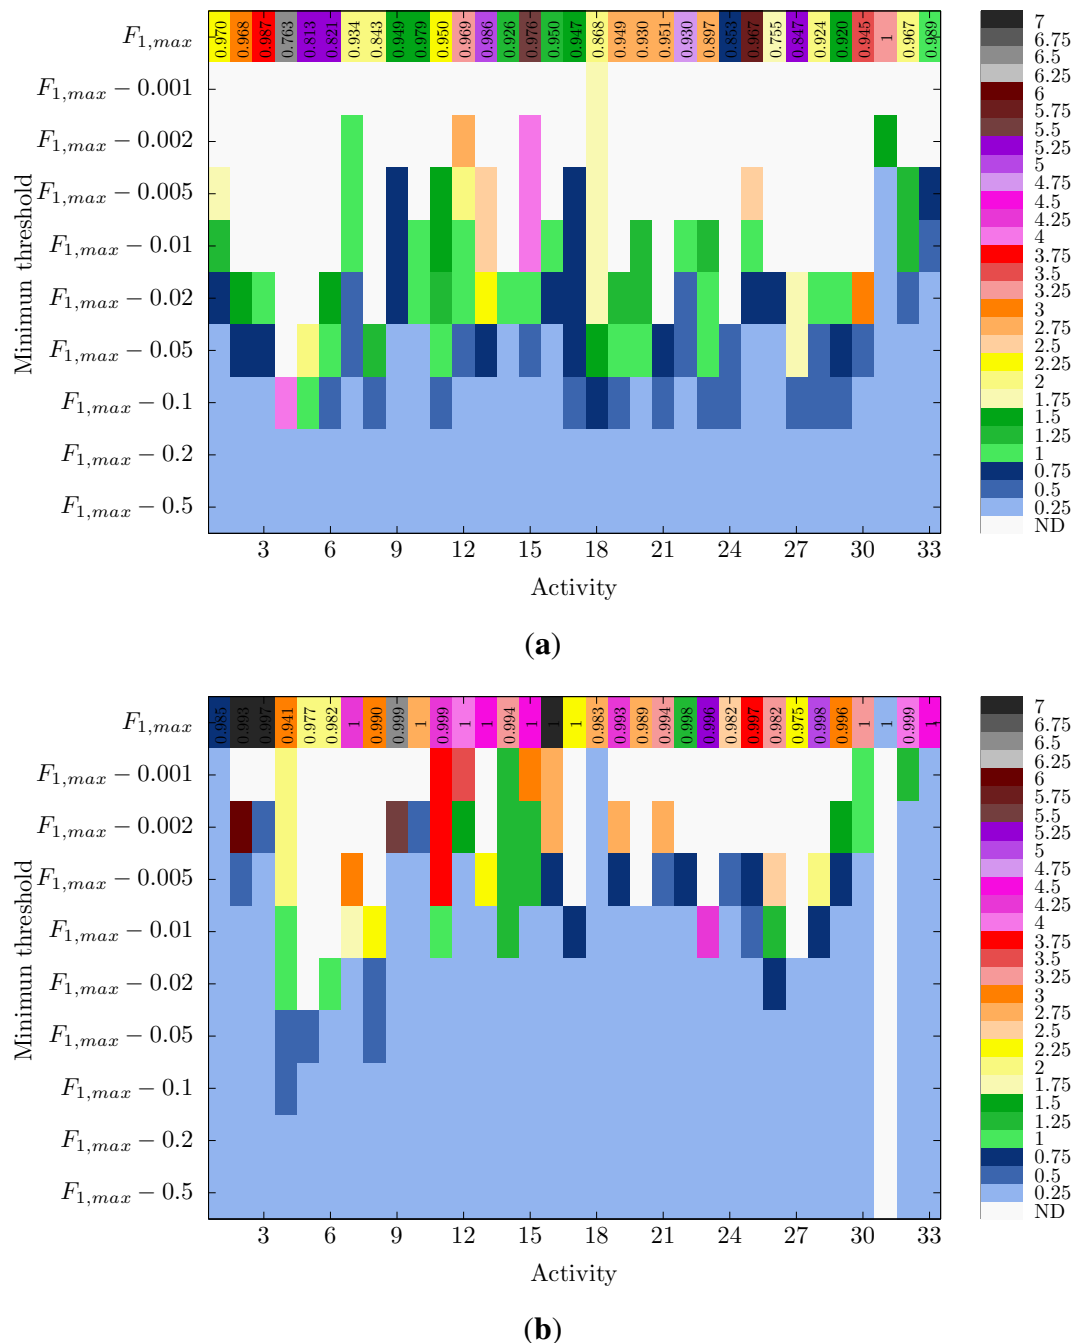 F1,max
0.970 0.968 0.987 0.763 0.813 0.821 0.934 0.843 0.949 0.979 0.950 0.969 0.986 0.926 0.976 0.950 0.947 0.868 0.949 0.930 0.951 0.930 0.897 0.853 0.967 0.755 0.847 0.924 0.920 0.945 1 0.967 0.989
F1,max − 0.001
F1,max − 0.002
F1,max − 0.005
F1,max − 0.01
F1,max − 0.02
F1,max − 0.05
F1,max − 0.1
F1,max − 0.2
F1,max − 0.5
Minimun threshold
3 6 9 12 15 18 21 24 27 30 33
Activity
7
6.75
6.5
6.25
6
5.75
5.5
5.25
5
4.75
4.5
4.25
4
3.75
3.5
3.25
3
2.75
2.5
2.25
2
1.75
1.5
1.25
1
0.75
0.5
0.25
ND
(a)
F1,max
0.985 0.993 0.997 0.941 0.977 0.982 1 0.990 0.999 1 0.999 1 1 0.994 1 1 1 0.983 0.993 0.989 0.994 0.998 0.996 0.982 0.997 0.982 0.975 0.998 0.996 1 1 0.999 1
F1,max − 0.001
F1,max − 0.002
F1,max − 0.005
F1,max − 0.01
F1,max − 0.02
F1,max − 0.05
F1,max − 0.1
F1,max − 0.2
F1,max − 0.5
Minimun threshold
3 6 9 12 15 18 21 24 27 30 33
Activity
7
6.75
6.5
6.25
6
5.75
5.5
5.25
5
4.75
4.5
4.25
4
3.75
3.5
3.25
3
2.75
2.5
2.25
2
1.75
1.5
1.25
1
0.75
0.5
0.25
ND
(b)